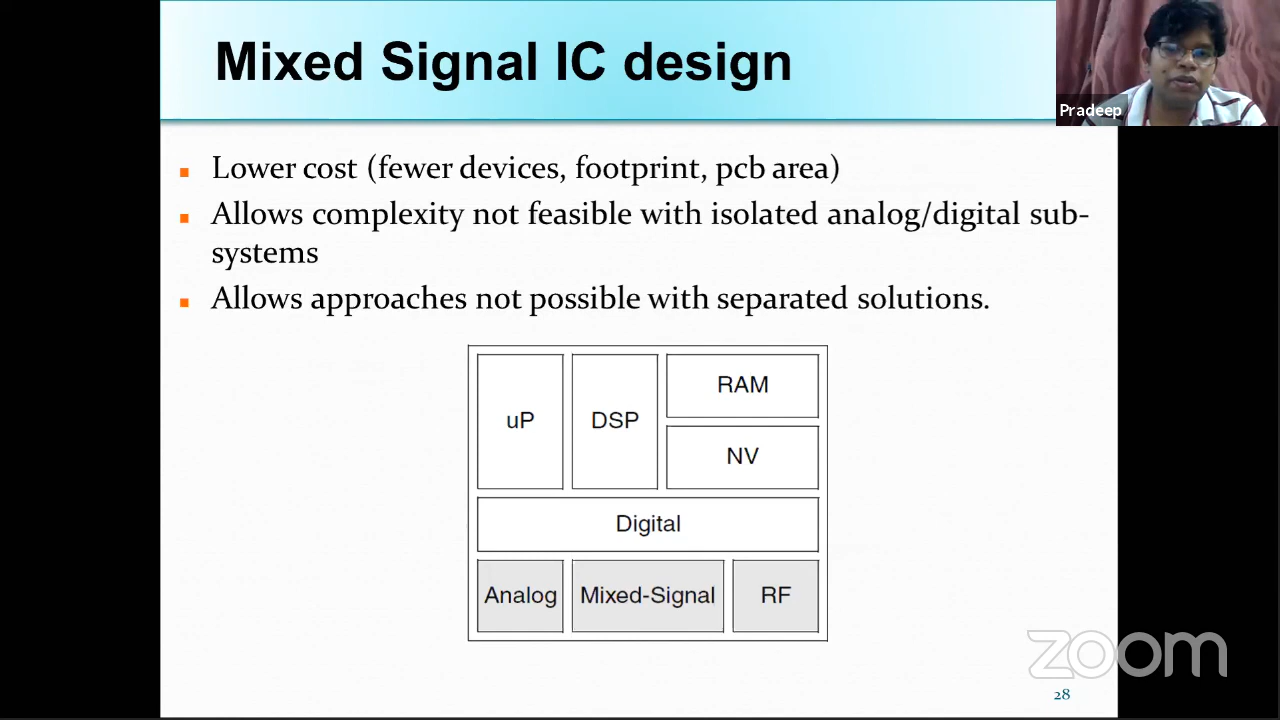 Mixed Signal IC design
Pradeep
Lower cost (fewer devices, footprint, pcb area)
Allows complexity not feasible with isolated analog/digital sub-
systems
Allows approaches not possible with separated solutions.
uP
DSP
RAM
NV
Digital
Analog
Mixed-Signal
RF
zoom
28